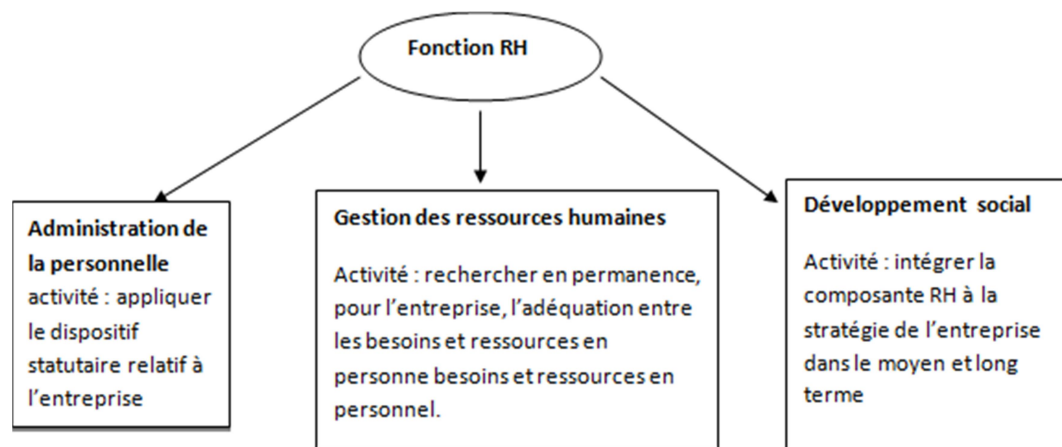 Fonction RH
Administration de
la personnelle
activité : appliquer
le dispositif
statutaire relatif à
l'entreprise
Gestion des ressources humaines
Activité : rechercher en permanence,
pour l'entreprise, l'adéquation entre
les besoins et ressources en
personne besoins et ressources en
personnel.
Développement social
Activité : intégrer la
composante RH à la
stratégie de l'entreprise
dans le moyen et long
terme